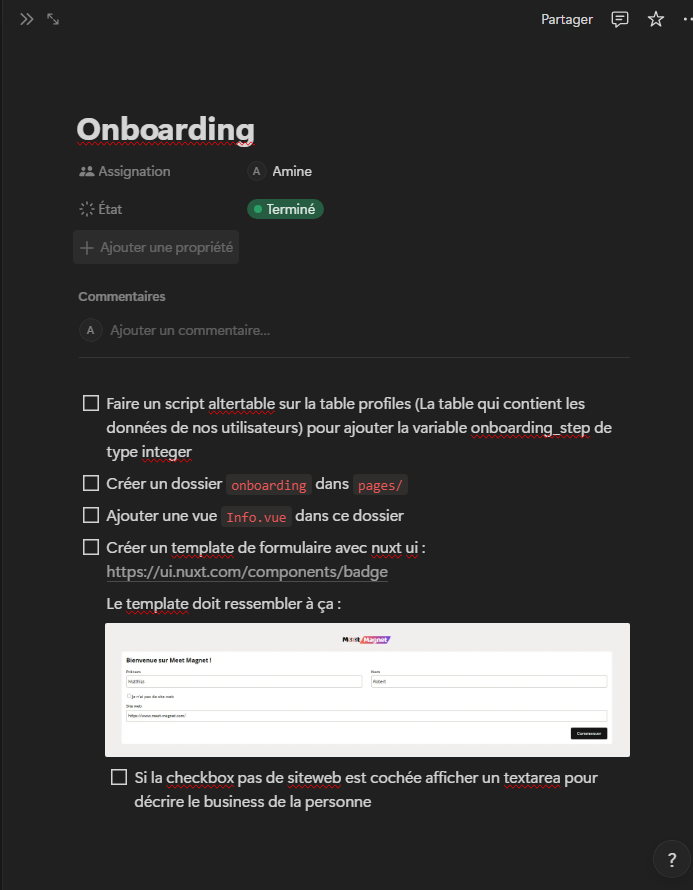 Partager
Onboarding
Assignation
A Amine
État
Terminé
Ajouter une propriété
Commentaires
A Ajouter un commentaire...
Faire un script altertable sur la table profiles (La table qui contient les
données de nos utilisateurs) pour ajouter la variable onboarding_step de
type integer
Créer un dossier onboarding dans pages/
Ajouter une vue Info.vue dans ce dossier
Créer un template de formulaire avec nuxt ui :
https://ui.nuxt.com/components/badge
Le template doit ressembler à ça :
Meet Magnet
Bienvenue sur Meet Magnet !
Prénom
Nom
Matthias
Robert
Je n'ai pas de site web
Site web
https://www.meet-magnet.com/
Commencer
Si la checkbox pas de siteweb est cochée afficher un textarea pour
décrire le business de la personne
?